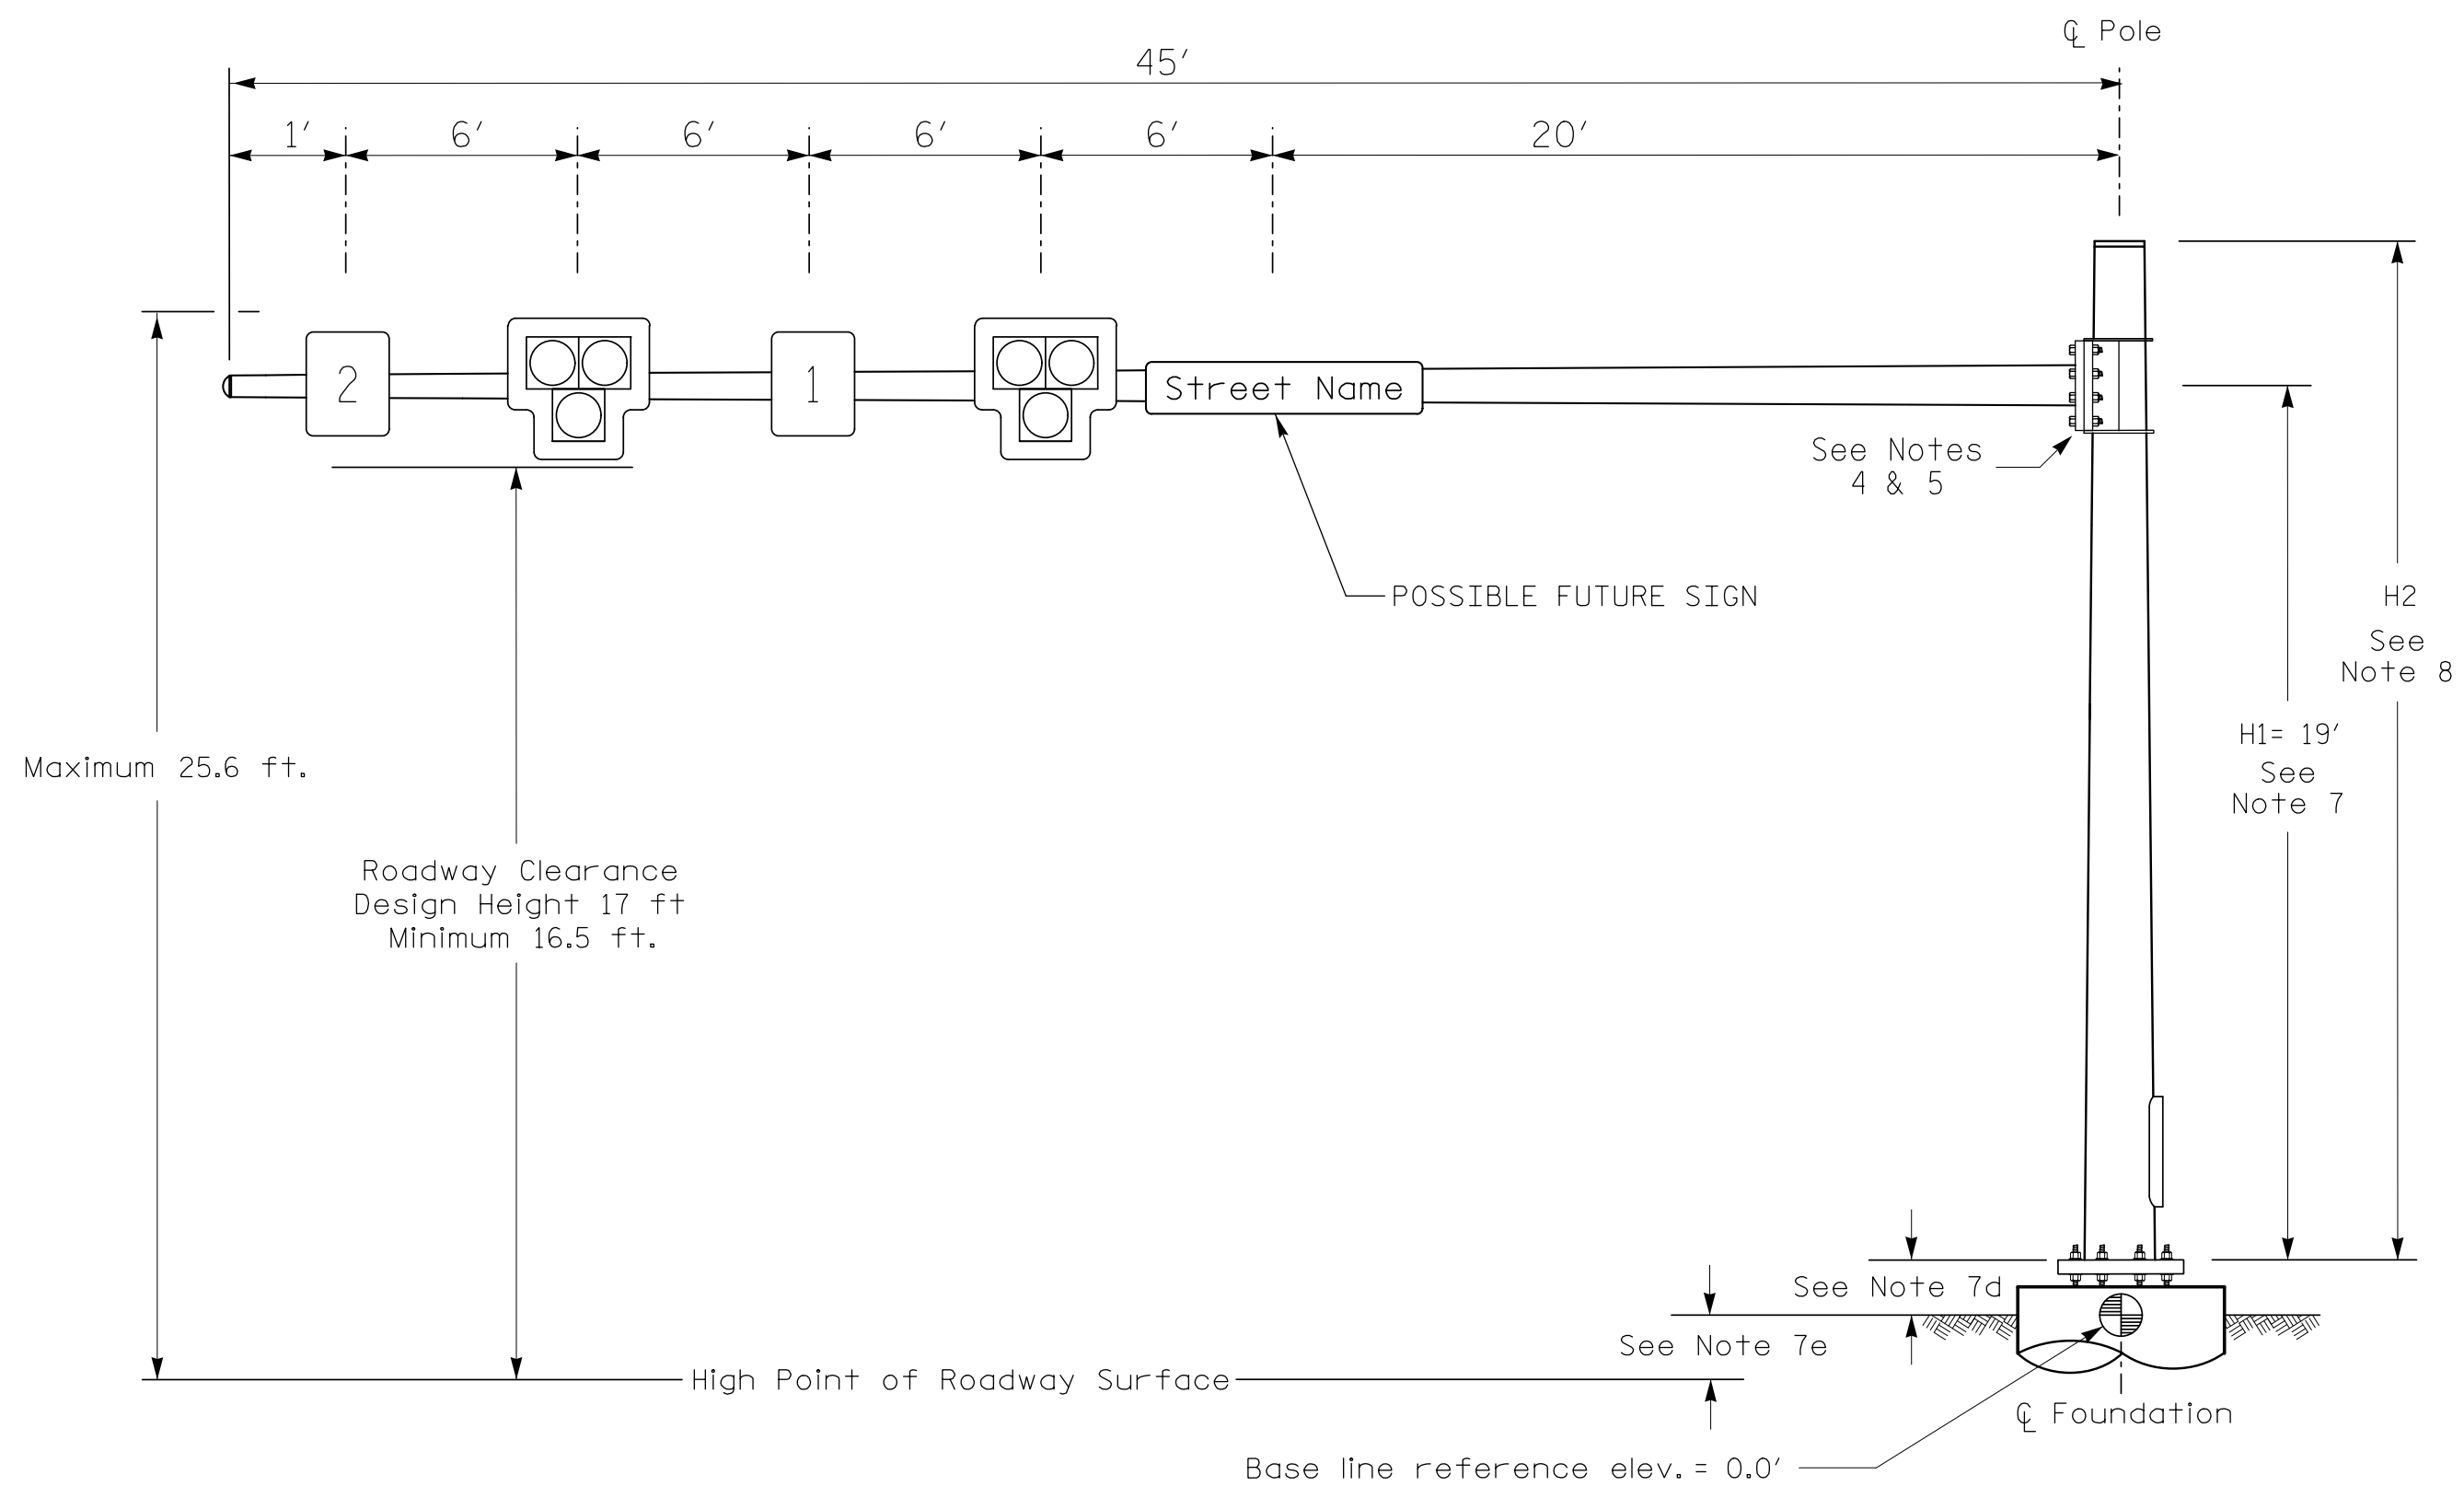 ℄ Pole
45'
1'
6'
6'
6'
6'
20'
2
1
Street Name
See Notes
4 & 5
POSSIBLE FUTURE SIGN
H2
See
Note 8
H1= 19'
See
Note 7
Maximum 25.6 ft.
Roadway Clearance
Design Height 17 ft
Minimum 16.5 ft.
See Note 7d
See Note 7e
High Point of Roadway Surface
℄ Foundation
Base line reference elev. = 0.0'